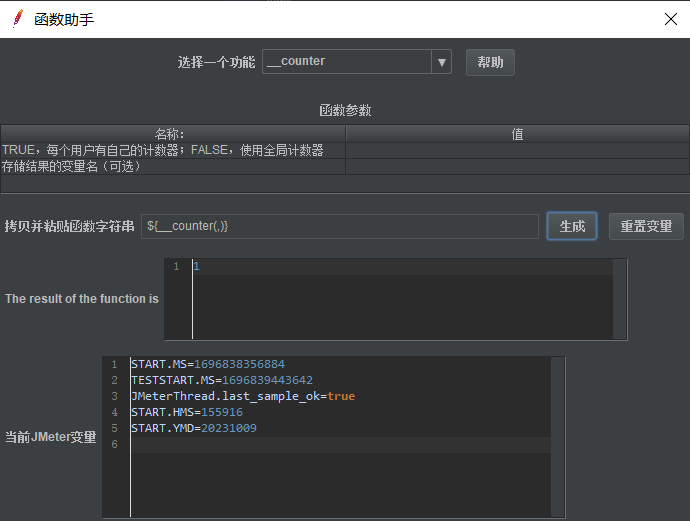 函数助手
选择一个功能 __counter 帮助
函数参数
名称： 值
TRUE，每个用户有自己的计数器；FALSE，使用全局计数器
存储结果的变量名（可选）
拷贝并粘贴函数字符串 ${__counter(,)} 生成 重置变量
The result of the function is
1 1
当前JMeter变量
1 START.MS=1696838356884
2 TESTSTART.MS=1696839443642
3 JMeterThread.last_sample_ok=true
4 START.HMS=155916
5 START.YMD=20231009
6